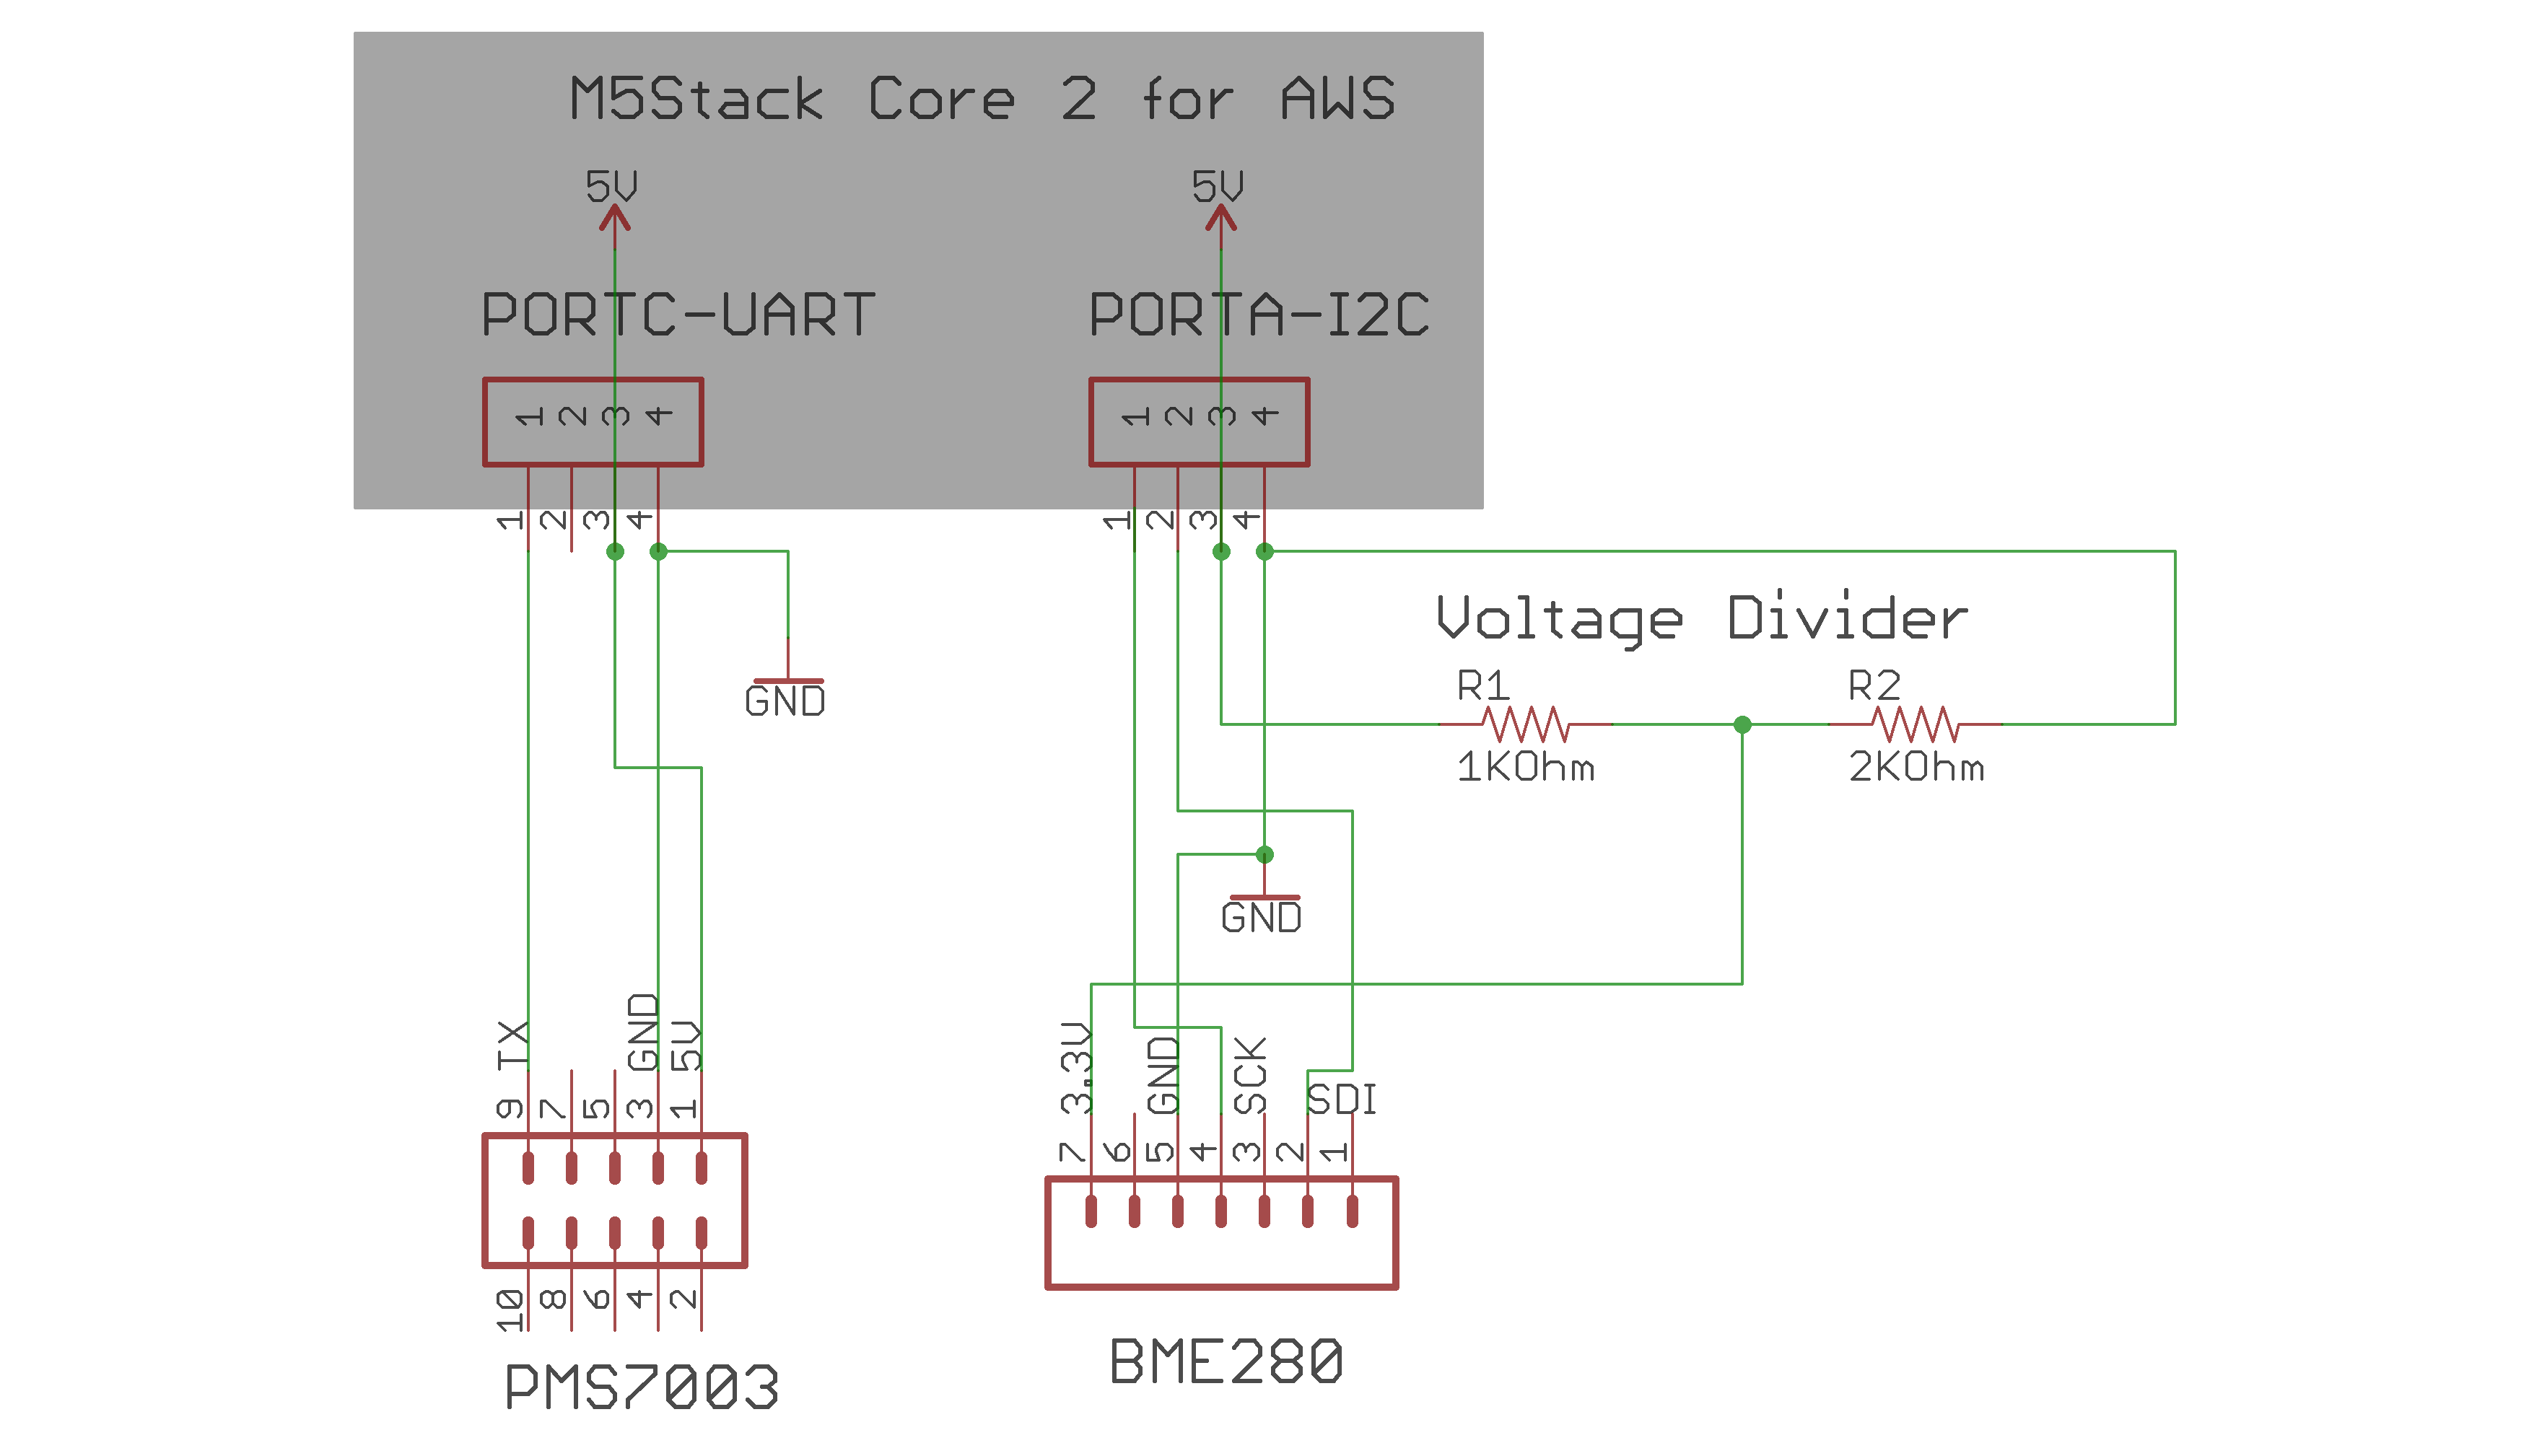 M5Stack Core 2 for AWS
5V 5V
PORTC-UART PORTA-I2C
1 2 3 4 1 2 3 4
1 2 3 4 1 2 3 4
Voltage Divider
R1 R2
1KOhm 2KOhm
GND
GND
TX GND 5V
3.3V GND SCK SDI
9 7 5 3 1
7 6 5 4 3 2 1
10 8 6 4 2
BME280
PMS7003